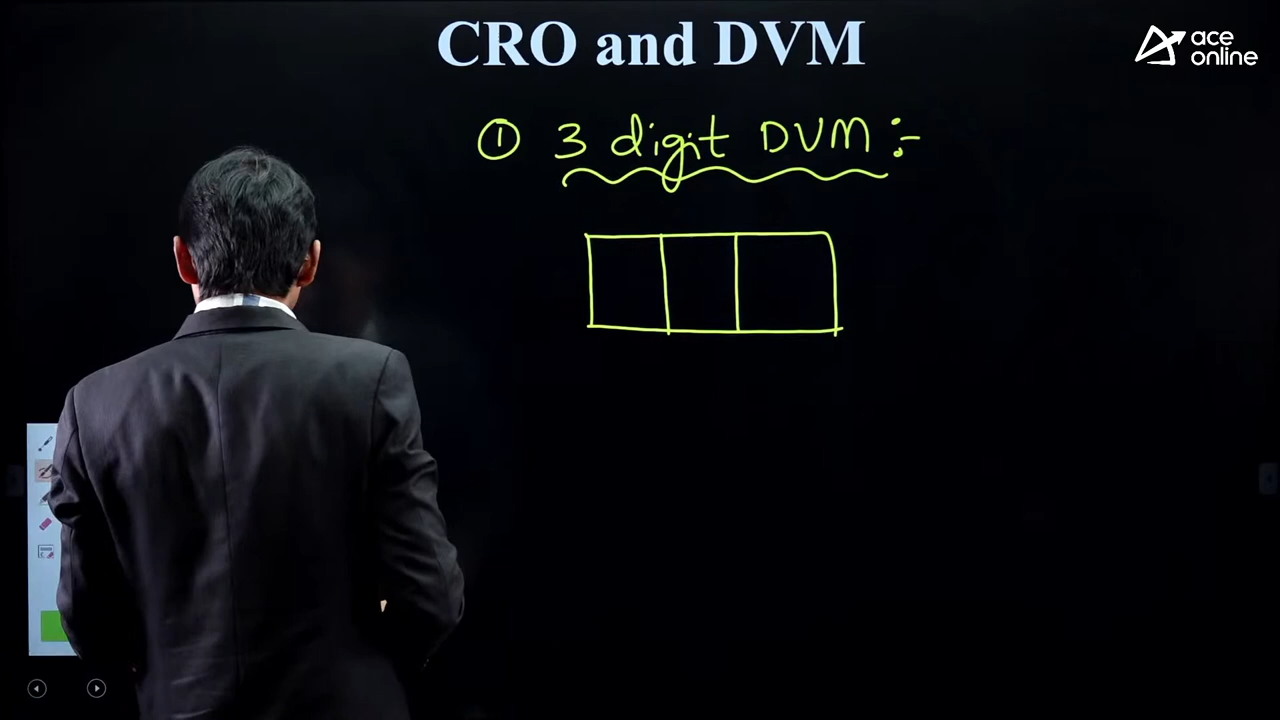 CRO and DVM
ace
online
① 3 digit DVM :-